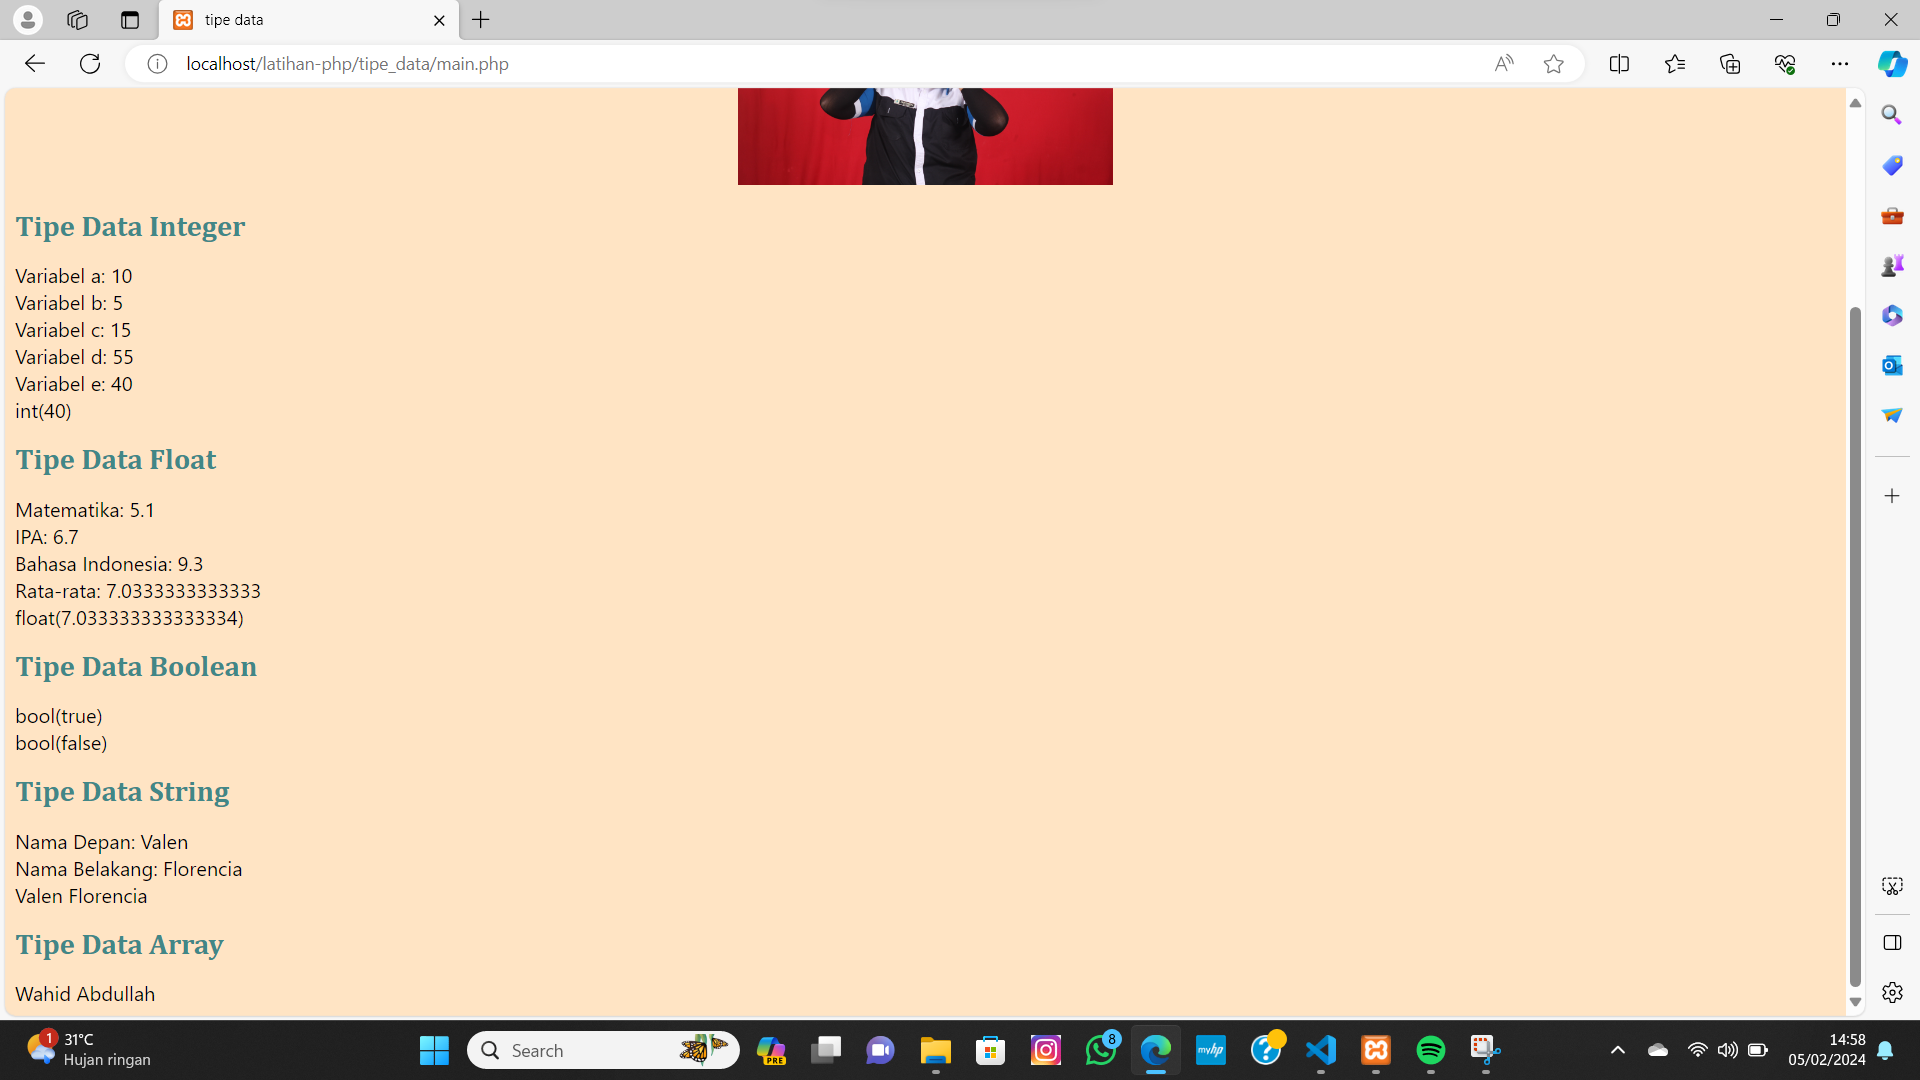 tipe data
localhost/latihan-php/tipe_data/main.php
Tipe Data Integer
Variabel a: 10
Variabel b: 5
Variabel c: 15
Variabel d: 55
Variabel e: 40
int(40)
Tipe Data Float
Matematika: 5.1
IPA: 6.7
Bahasa Indonesia: 9.3
Rata-rata: 7.0333333333333
float(7.033333333333334)
Tipe Data Boolean
bool(true)
bool(false)
Tipe Data String
Nama Depan: Valen
Nama Belakang: Florencia
Valen Florencia
Tipe Data Array
Wahid Abdullah
1
31°C
Hujan ringan
Search
PRE
8
myhp
14:58
05/02/2024